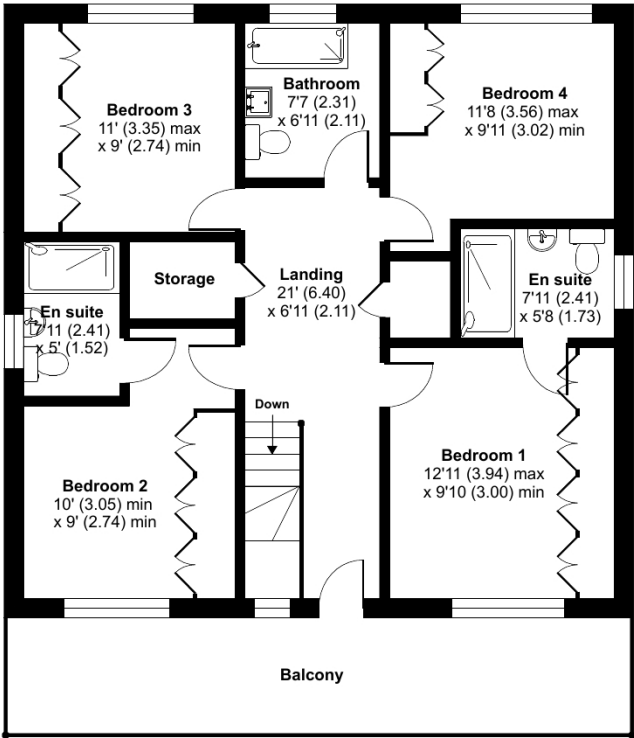 Bedroom 3
11' (3.35) max
x 9' (2.74) min
Bathroom
7'7 (2.31)
x 6'11 (2.11)
Bedroom 4
11'8 (3.56) max
x 9'11 (3.02) min
Storage
Landing
21' (6.40)
x 6'11 (2.11)
En suite
7'11 (2.41)
x 5'8 (1.73)
En suite
'11 (2.41)
x 5' (1.52)
Down
Bedroom 2
10' (3.05) min
x 9' (2.74) min
Bedroom 1
12'11 (3.94) max
x 9'10 (3.00) min
Balcony